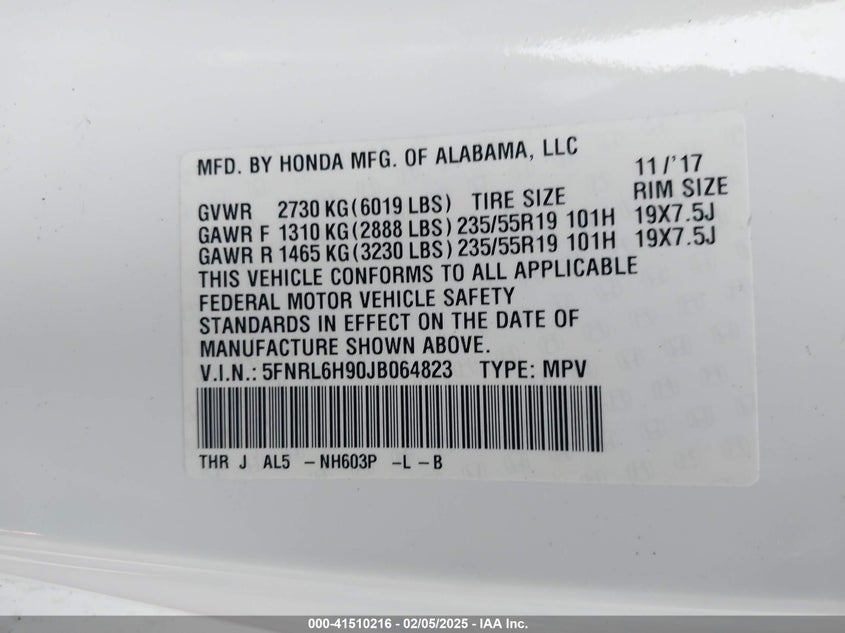 MFD. BY HONDA MFG. OF ALABAMA, LLC 11/'17
GVWR 2730 KG(6019 LBS) TIRE SIZE RIM SIZE
GAWR F 1310 KG(2888 LBS) 235/55R19 101H 19X7.5J
GAWR R 1465 KG(3230 LBS) 235/55R19 101H 19X7.5J
THIS VEHICLE CONFORMS TO ALL APPLICABLE
FEDERAL MOTOR VEHICLE SAFETY
STANDARDS IN EFFECT ON THE DATE OF
MANUFACTURE SHOWN ABOVE.
V.I.N.: 5FNRL6H90JB064823 TYPE: MPV
THR J AL5 -NH603P -L -B
000-41510216 - 02/05/2025 - IAA Inc.